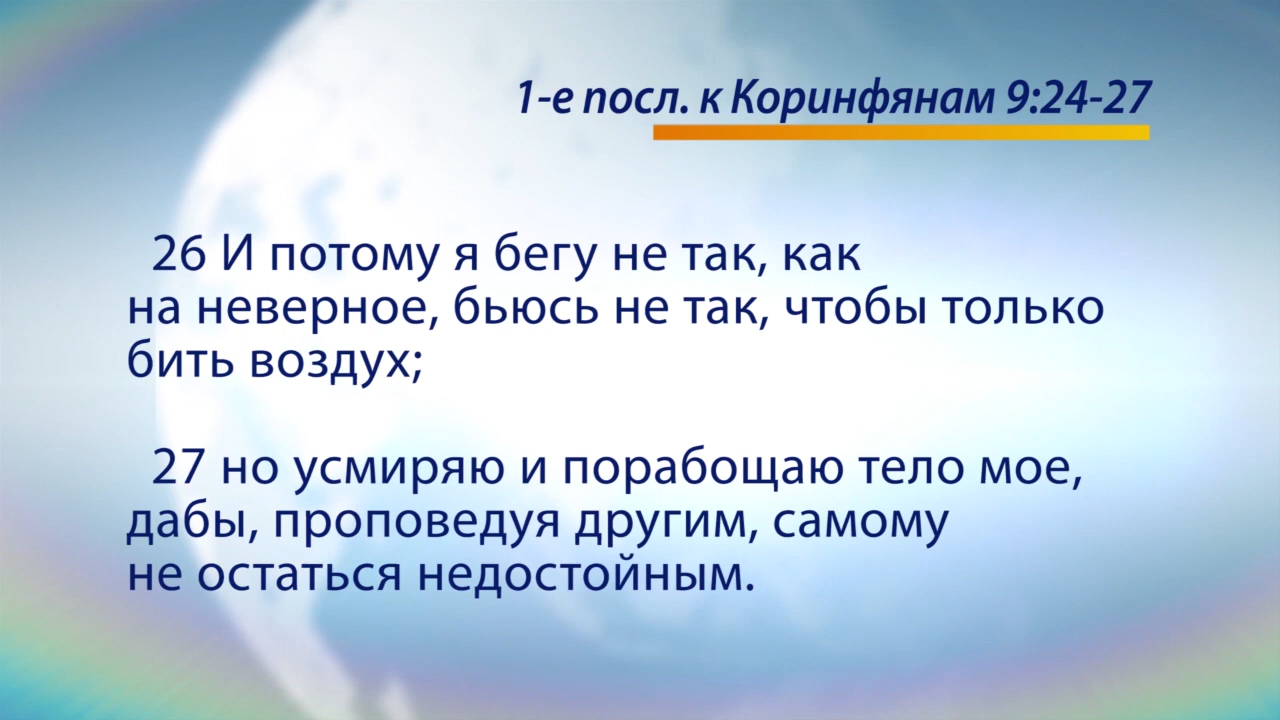 1-е посл. к Коринфянам 9:24-27
26 И потому я бегу не так, как
на неверное, бьюсь не так, чтобы только
бить воздух;
27 но усмиряю и порабощаю тело мое,
дабы, проповедуя другим, самому
не остаться недостойным.